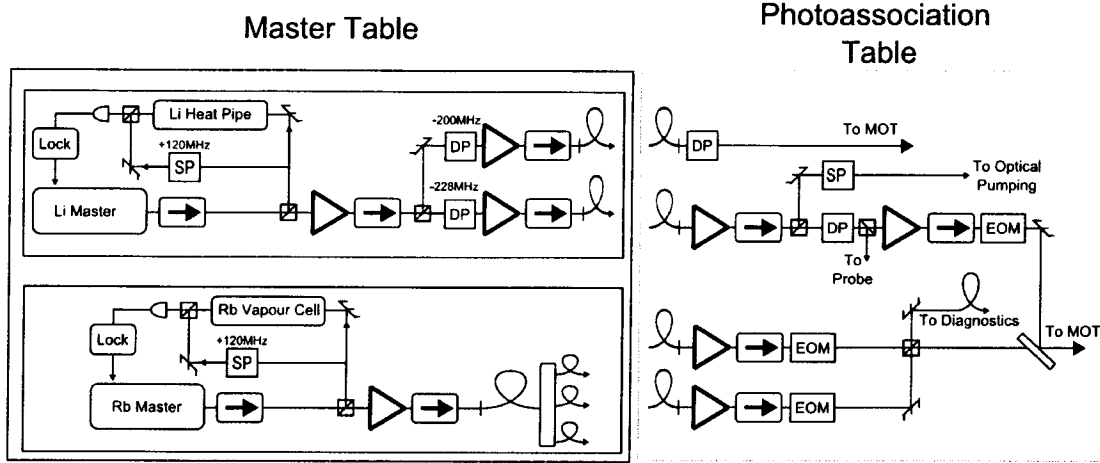 Master Table
Photoassociation
Table
Li Heat Pipe
Lock
+120MHz
SP
Li Master
-200MHz
DP
-228MHz
DP
Rb Vapour Cell
Lock
+120MHz
SP
Rb Master
DP
To MOT
SP
To Optical
Pumping
DP
EOM
To
Probe
To Diagnostics
To MOT
EOM
EOM